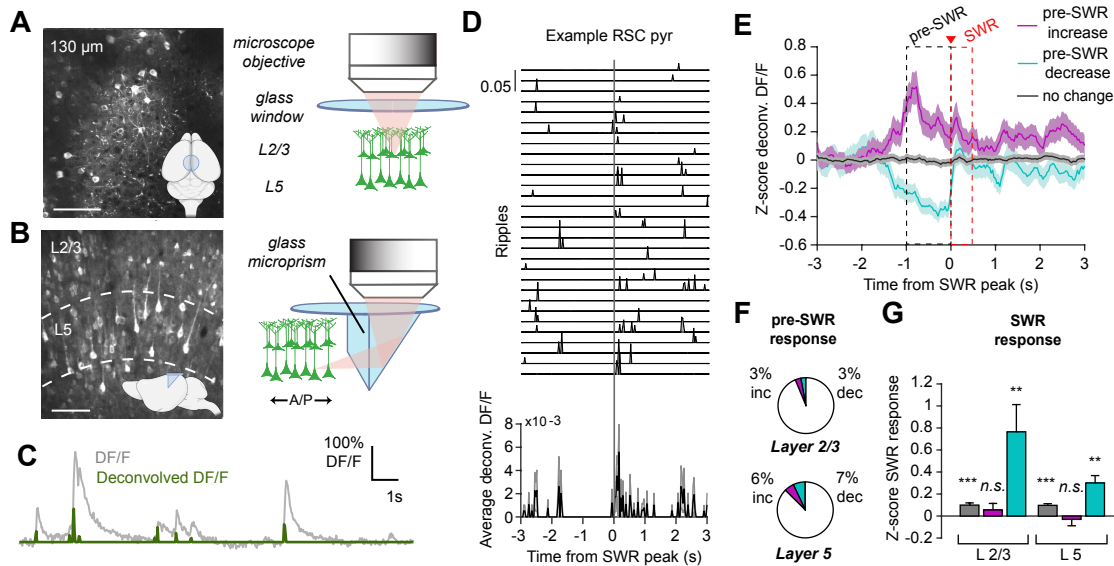 A
130 µm
microscope
objective
glass
window
L2/3
L5
B
L2/3
L5
glass
microprism
A/P
C
DF/F
Deconvolved DF/F
100%
DF/F
1s
D
Example RSC pyr
0.05
Ripples
x10-3
8
6
4
2
0
Average deconv. DF/F
-3 -2 -1 0 1 2 3
Time from SWR peak (s)
E
pre-SWR
SWR
pre-SWR
increase
pre-SWR
decrease
no change
0.8
0.6
0.4
0.2
0
-0.2
-0.4
-0.6
Z-score deconv. DF/F
-3 -2 -1 0 1 2 3
Time from SWR peak (s)
F
pre-SWR
response
3%
inc
3%
dec
Layer 2/3
6%
inc
7%
dec
Layer 5
G
SWR
response
1.2
1
0.8
0.6
0.4
0.2
0
-0.2
Z-score SWR response
*** n.s. ** *** n.s. **
L 2/3 L 5